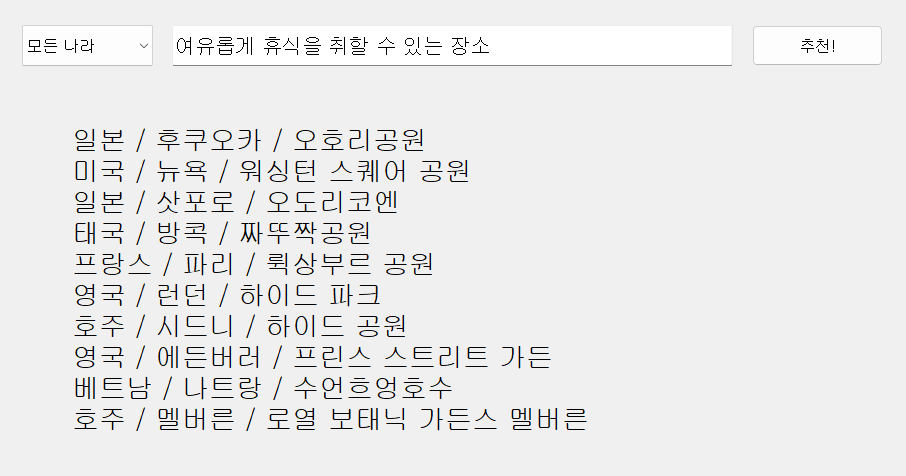 모든 나라
여유롭게 휴식을 취할 수 있는 장소
추천!
일본 / 후쿠오카 / 오호리공원
미국 / 뉴욕 / 워싱턴 스퀘어 공원
일본 / 삿포로 / 오도리코엔
태국 / 방콕 / 짜뚜짝공원
프랑스 / 파리 / 뤽상부르 공원
영국 / 런던 / 하이드 파크
호주 / 시드니 / 하이드 공원
영국 / 에든버러 / 프린스 스트리트 가든
베트남 / 나트랑 / 수언흐엉호수
호주 / 멜버른 / 로열 보태닉 가든스 멜버른